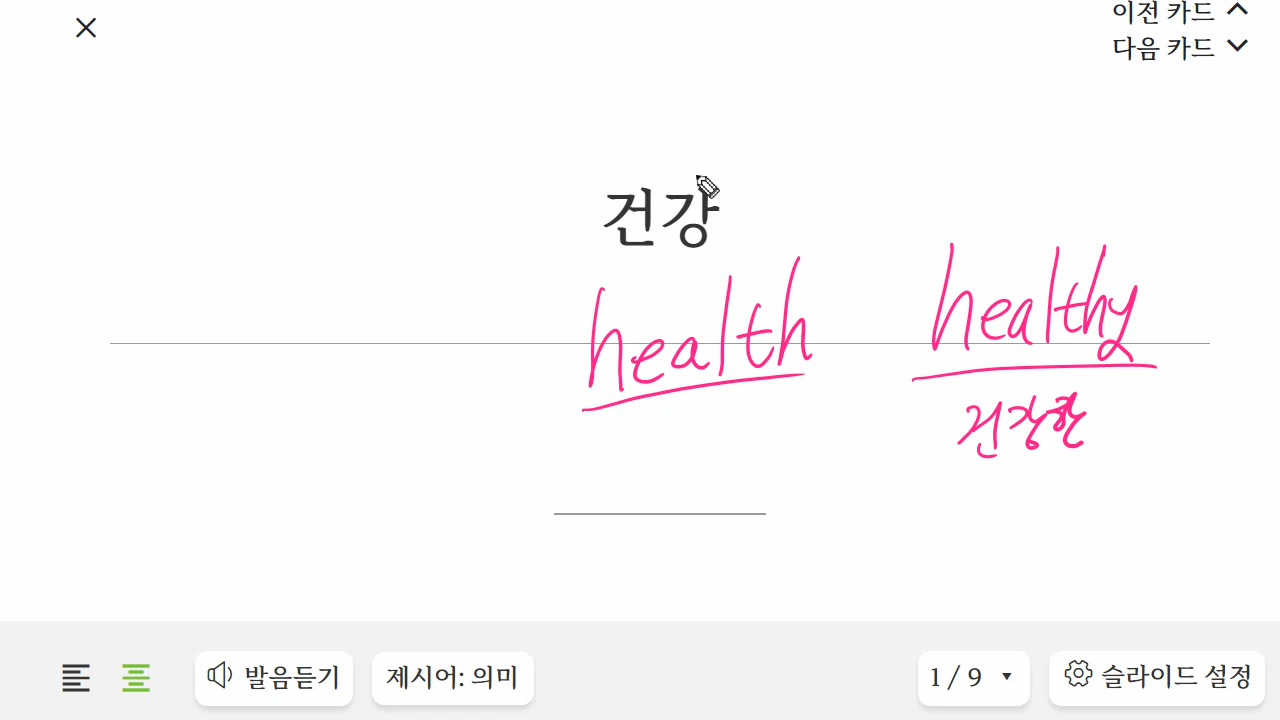 이전 카드
다음 카드
건강
health
healthy
건강한
발음듣기
제시어: 의미
1 / 9
슬라이드 설정